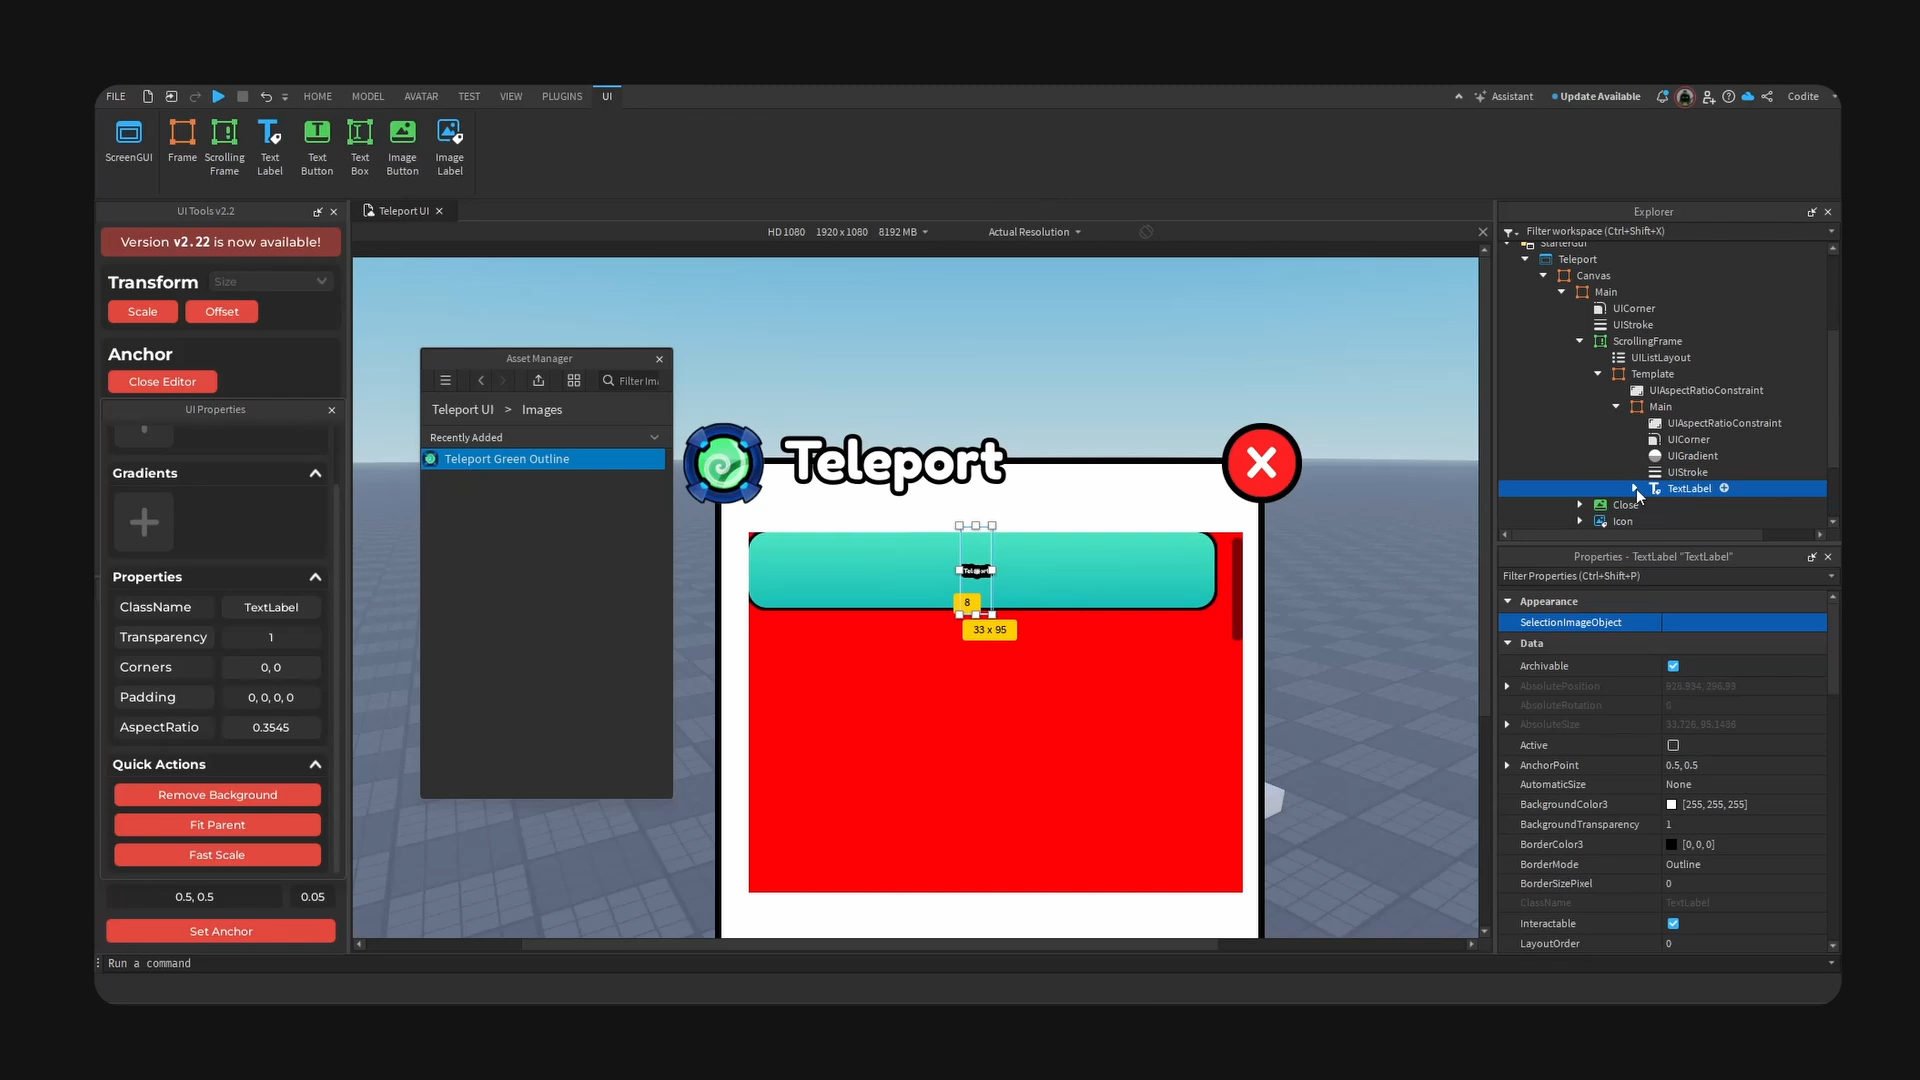 FILE HOME MODEL AVATAR TEST VIEW PLUGINS UI Assistant Update Available Codite
ScreenGUI Frame Scrolling Frame Text Label Text Button Text Box Image Button Image Label
UI Tools v2.2
Version v2.22 is now available!
Transform Size
Scale Offset
Anchor
Close Editor
UI Properties
Gradients
Properties
ClassName TextLabel
Transparency 1
Corners 0, 0
Padding 0, 0, 0, 0
AspectRatio 0.3545
Quick Actions
Remove Background
Fit Parent
Fast Scale
0.5, 0.5 0.05
Set Anchor
Run a command
Teleport UI
HD 1080 1920 x 1080 8192 MB Actual Resolution
Asset Manager
Filter Im
Teleport UI > Images
Recently Added
Teleport Green Outline
Teleport
Teleport
8
33 x 95
Explorer
Filter workspace (Ctrl+Shift+X)
StarterGui
Teleport
Canvas
Main
UICorner
UIStroke
ScrollingFrame
UIListLayout
Template
UIAspectRatioConstraint
Main
UIAspectRatioConstraint
UICorner
UIGradient
UIStroke
TextLabel
Close
Icon
Properties - TextLabel "TextLabel"
Filter Properties (Ctrl+Shift+P)
Appearance
SelectionImageObject
Data
Archivable
AbsolutePosition
AbsoluteRotation 0
AbsoluteSize 33.726, 95.1486
Active
AnchorPoint 0.5, 0.5
AutomaticSize None
BackgroundColor3 [255, 255, 255]
BackgroundTransparency 1
BorderColor3 [0, 0, 0]
BorderMode Outline
BorderSizePixel 0
ClassName TextLabel
Interactable
LayoutOrder 0